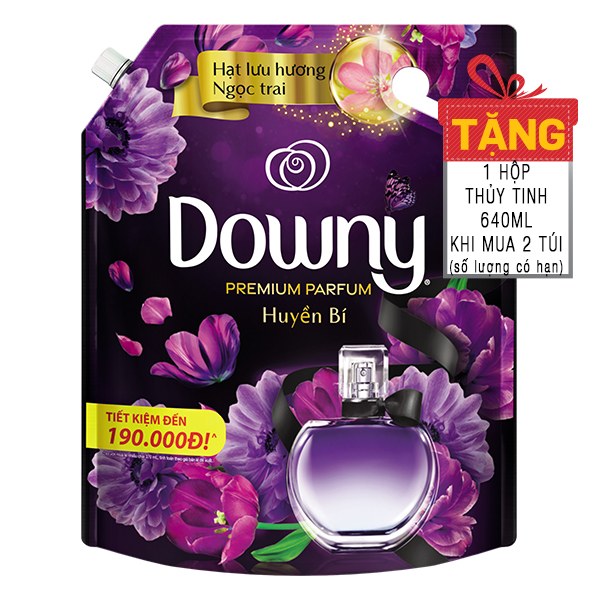 Hạt lưu hương
Ngọc trai
TẶNG
1 HỘP
THỦY TINH
640ML
KHI MUA 2 TÚI
(số lượng có hạn)
Downy®
PREMIUM PARFUM
Huyền Bí
TIẾT KIỆM ĐẾN
190.000Đ!^